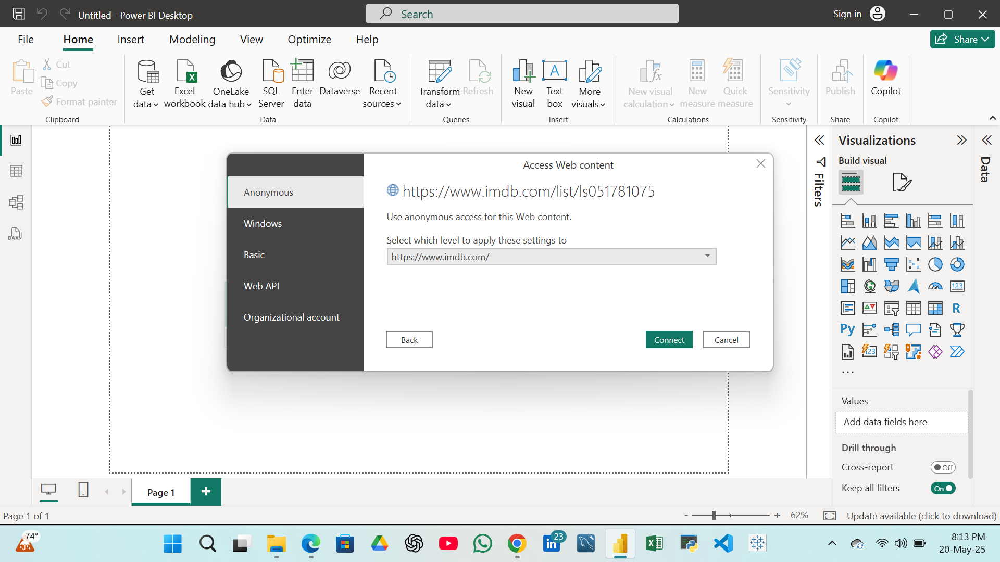 Untitled - Power BI Desktop
Search
Sign in
File Home Insert Modeling View Optimize Help
Share
Paste
Cut
Copy
Format painter
Clipboard
Get data
Excel workbook
OneLake data hub
SQL Server
Enter data
Dataverse
Recent sources
Data
Transform data
Refresh
Queries
New visual
Text box
More visuals
Insert
New visual calculation
New measure
Quick measure
Calculations
Sensitivity
Sensitivity
Publish
Share
Copilot
Copilot
Access Web content
Anonymous
Windows
Basic
Web API
Organizational account
https://www.imdb.com/list/ls051781075
Use anonymous access for this Web content.
Select which level to apply these settings to
https://www.imdb.com/
Back
Connect
Cancel
Filters
Visualizations
Build visual
A
123
R
Py
123
DAX
...
Values
Add data fields here
Drill through
Cross-report
Off
Keep all filters
On
Data
Page 1
Page 1 of 1
- + 62%
Update available (click to download)
74°
23
8:13 PM
20-May-25